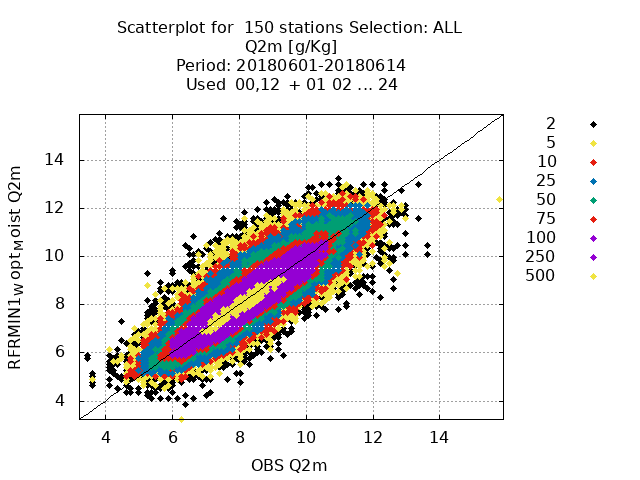 Scatterplot for  150 stations Selection: ALL
Q2m [g/Kg]
Period: 20180601-20180614
Used  00,12  + 01 02 ... 24
2
5
10
25
50
75
100
250
500
14
12
10
8
6
4
RFRMIN1W optMoist Q2m
4 6 8 10 12 14
OBS Q2m